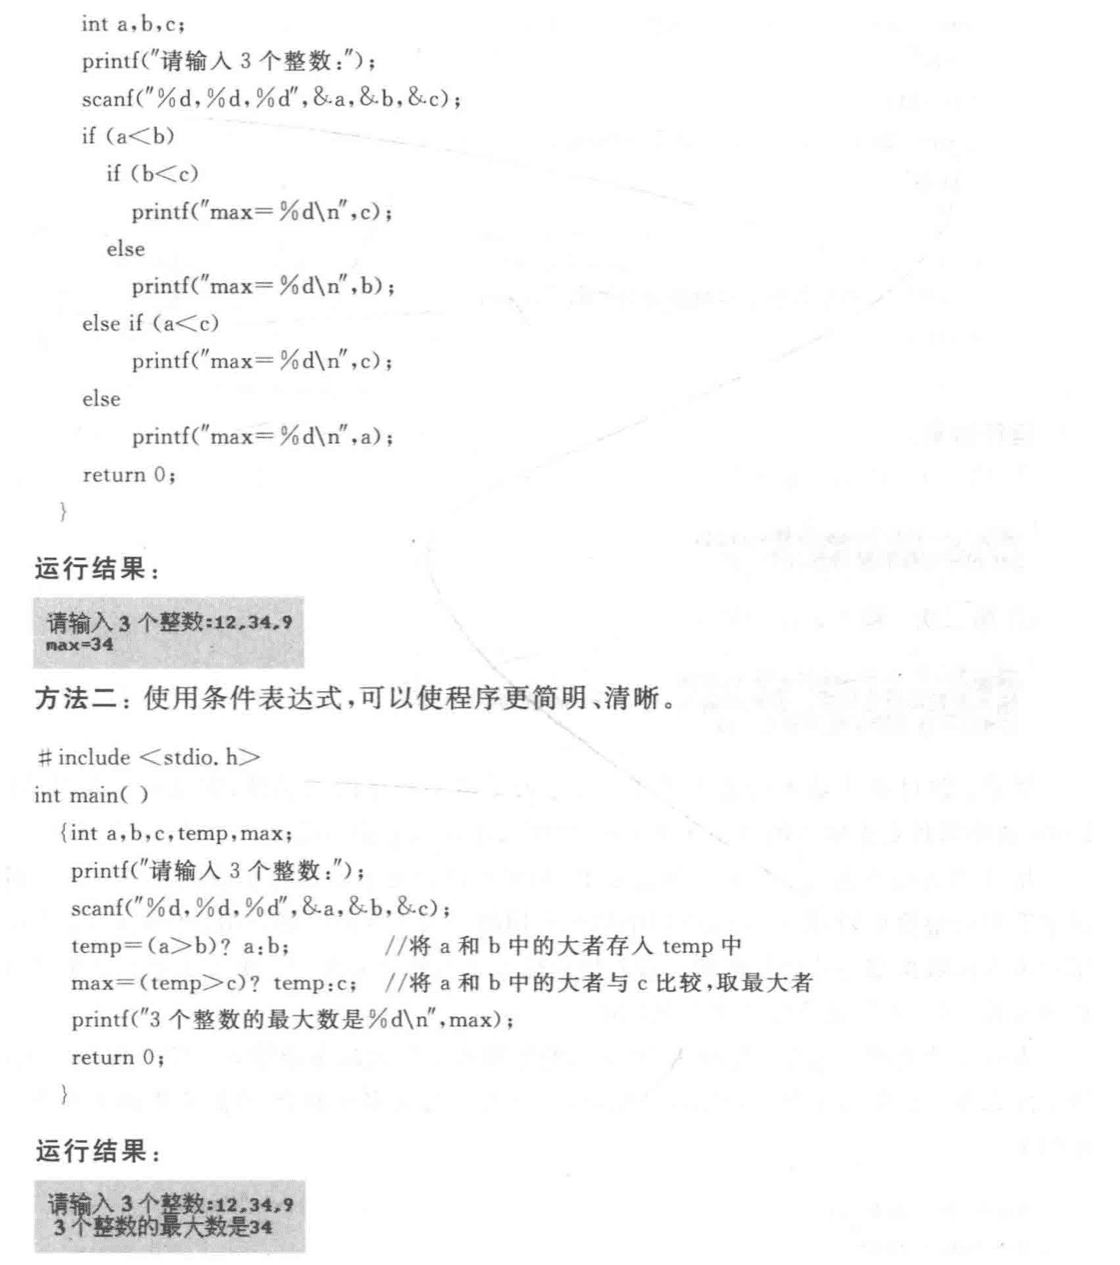 int a,b,c;
printf("请输入 3 个整数:");
scanf("%d,%d,%d",&a,&b,&c);
if (a<b)
if (b<c)
printf("max=%d\n",c);
else
printf("max=%d\n",b);
else if (a<c)
printf("max=%d\n",c);
else
printf("max=%d\n",a);
return 0;
}
运行结果:
请输入 3 个整数:12,34,9
max=34
方法二: 使用条件表达式,可以使程序更简明、清晰。
#include <stdio.h>
int main( )
{int a,b,c,temp,max;
printf("请输入 3 个整数:");
scanf("%d,%d,%d",&a,&b,&c);
temp=(a>b)? a:b; //将 a 和 b 中的大者存人 temp 中
max=(temp>c)? temp:c; //将 a 和 b 中的大者与 c 比较,取最大者
printf("3 个整数的最大数是%d\n",max);
return 0;
}
运行结果:
请输入 3 个整数:12,34,9
3 个整数的最大数是34